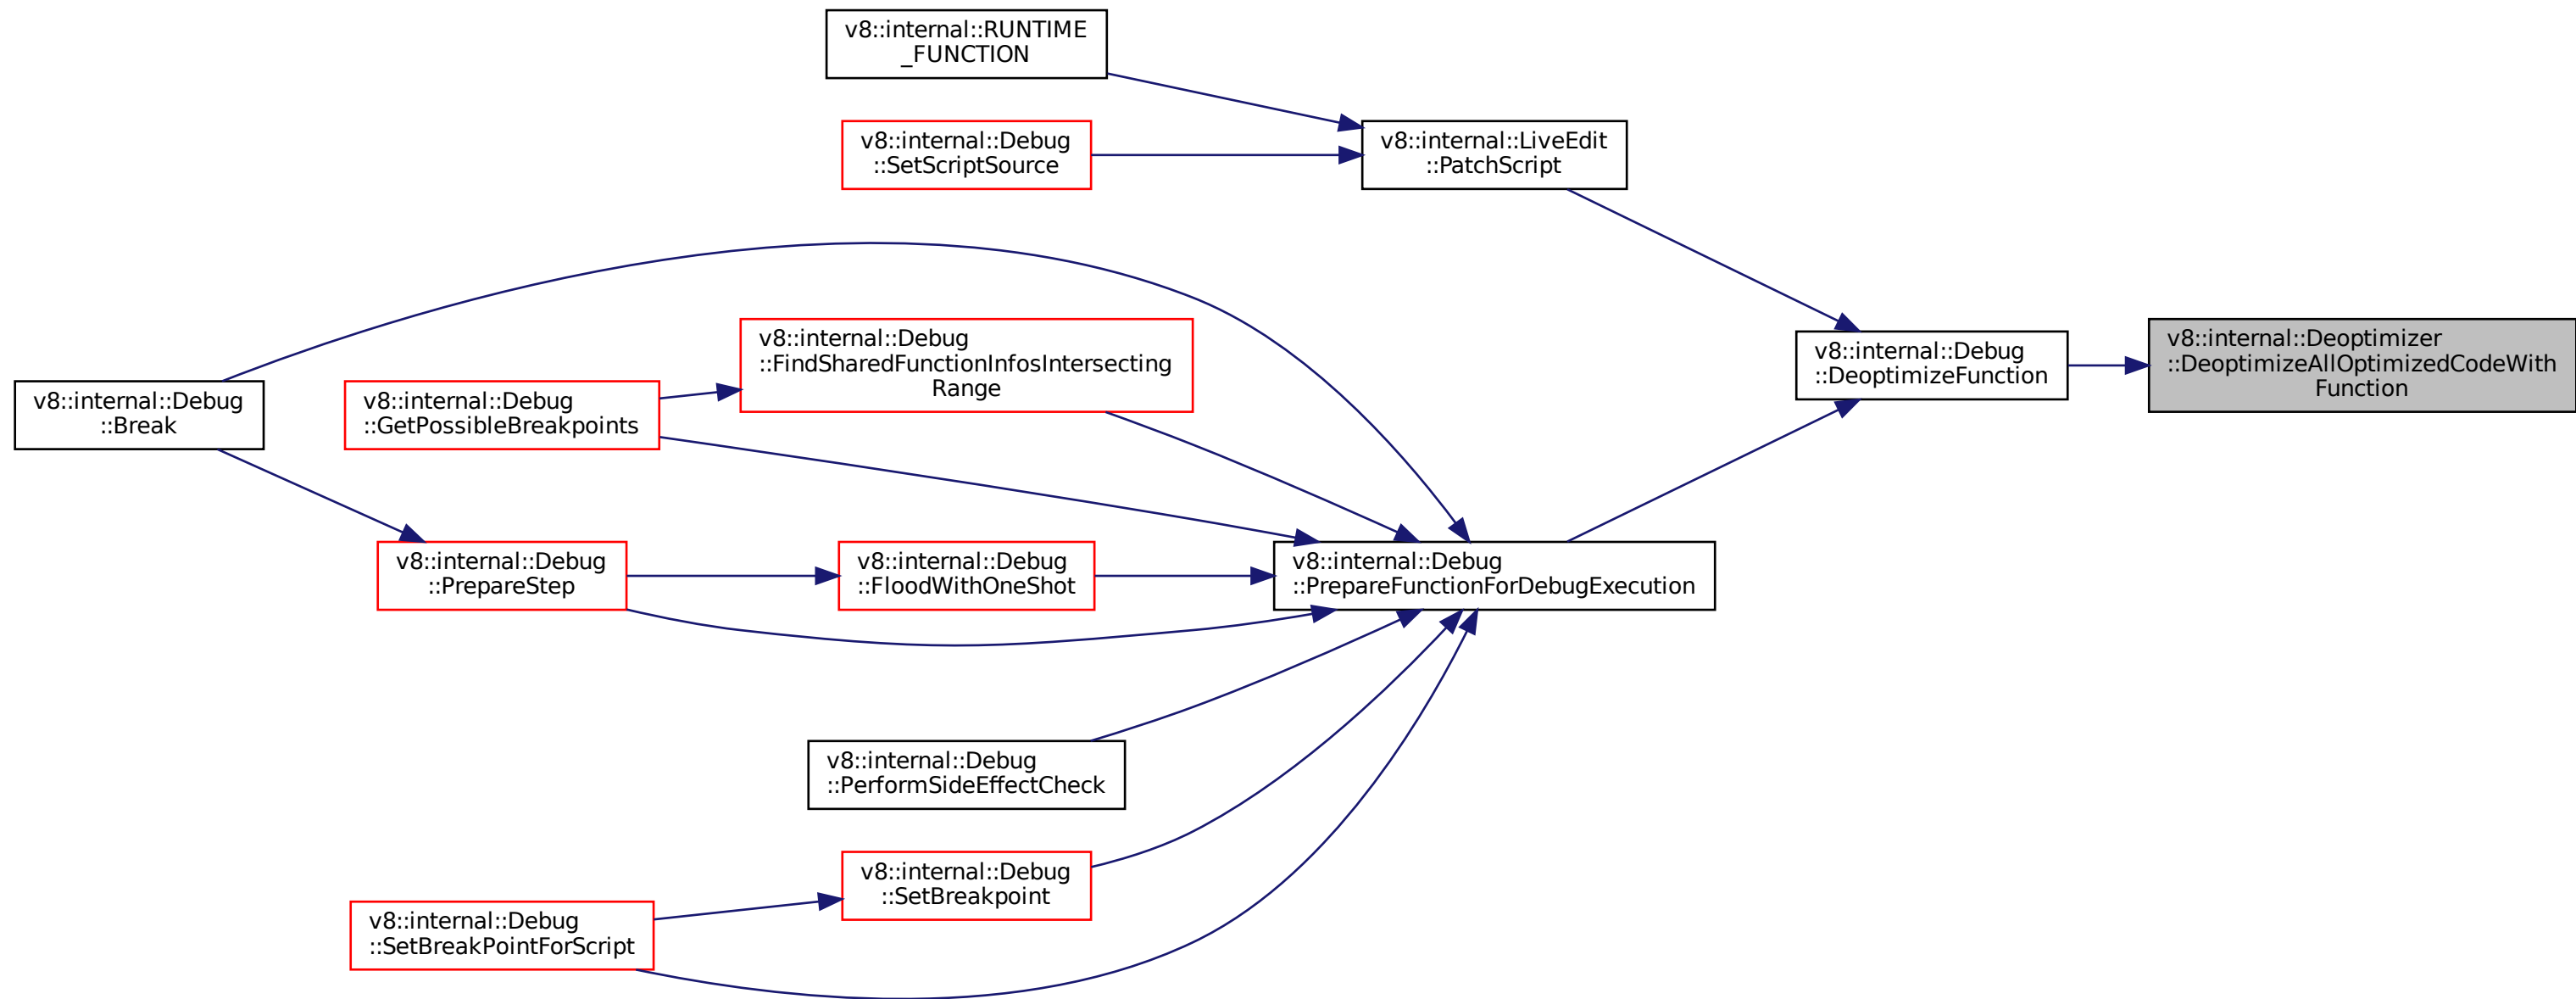 v8::internal::RUNTIME
_FUNCTION
v8::internal::Debug
::SetScriptSource
v8::internal::LiveEdit
::PatchScript
v8::internal::Debug
::FindSharedFunctionInfosIntersecting
Range
v8::internal::Debug
::DeoptimizeFunction
v8::internal::Deoptimizer
::DeoptimizeAllOptimizedCodeWith
Function
v8::internal::Debug
::Break
v8::internal::Debug
::GetPossibleBreakpoints
v8::internal::Debug
::PrepareStep
v8::internal::Debug
::FloodWithOneShot
v8::internal::Debug
::PrepareFunctionForDebugExecution
v8::internal::Debug
::PerformSideEffectCheck
v8::internal::Debug
::SetBreakpoint
v8::internal::Debug
::SetBreakPointForScript